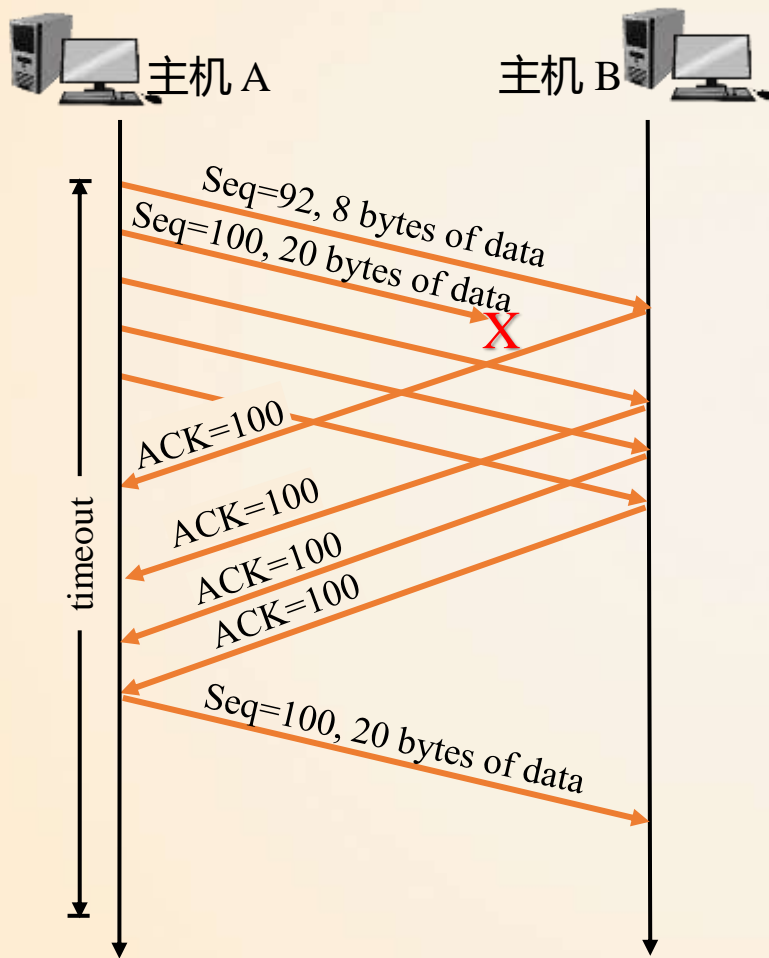 主机 A
主机 B
Seq=92, 8 bytes of data
Seq=100, 20 bytes of data
X
ACK=100
ACK=100
ACK=100
ACK=100
timeout
Seq=100, 20 bytes of data